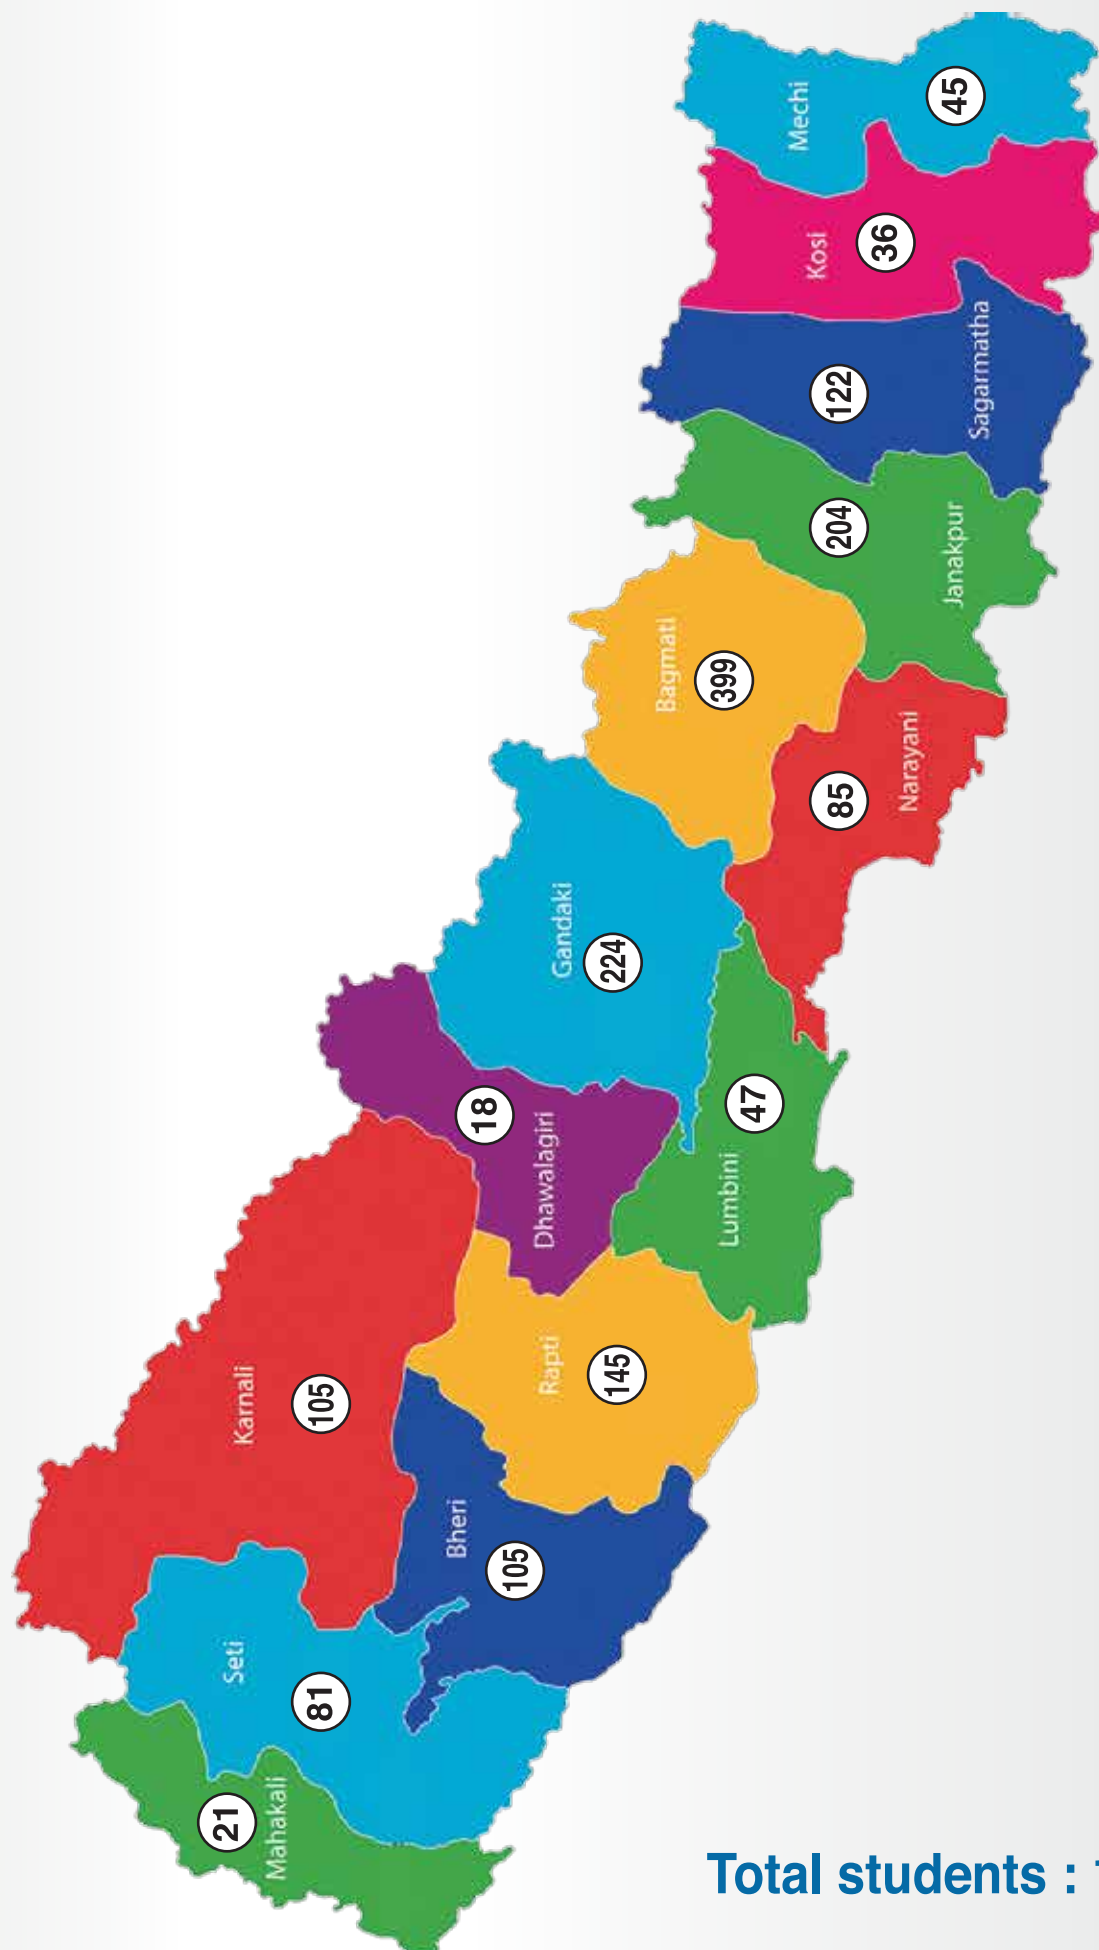 Mechi
45
Kosi
36
122
Sagarmatha
204
Janakpur
Bagmati
399
Narayani
85
Gandaki
224
18
Dhawalagiri
47
Lumbini
Karnali
105
Rapti
145
Bheri
105
Seti
81
21
Mahakali
Total students :